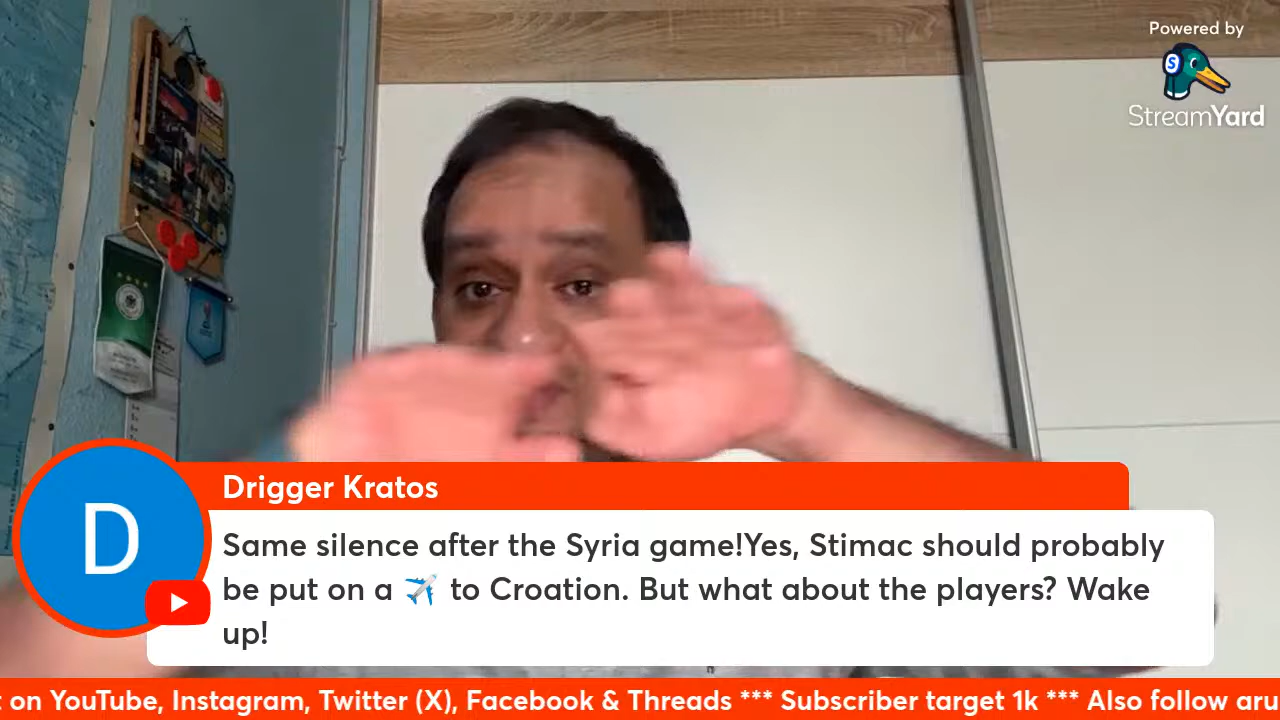 Powered by
S
StreamYard
D
Drigger Kratos
Same silence after the Syria game!Yes, Stimac should probably
be put on a ✈️ to Croation. But what about the players? Wake
up!
on YouTube, Instagram, Twitter (X), Facebook & Threads *** Subscriber target 1k *** Also follow aru